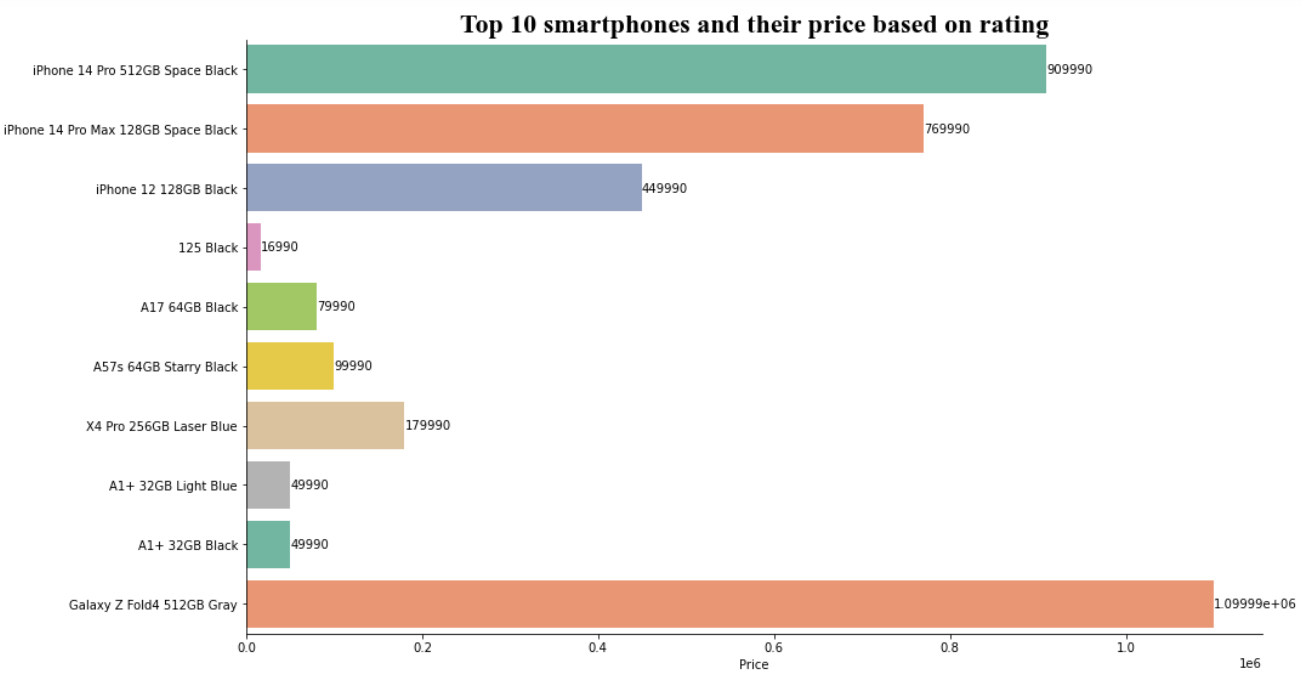 Top 10 smartphones and their price based on rating
iPhone 14 Pro 512GB Space Black 909990
iPhone 14 Pro Max 128GB Space Black 769990
iPhone 12 128GB Black 449990
125 Black 16990
A17 64GB Black 79990
A57s 64GB Starry Black 99990
X4 Pro 256GB Laser Blue 179990
A1+ 32GB Light Blue 49990
A1+ 32GB Black 49990
Galaxy Z Fold4 512GB Gray 1.09999e+06
0.0 0.2 0.4 0.6 0.8 1.0
Price
1e6